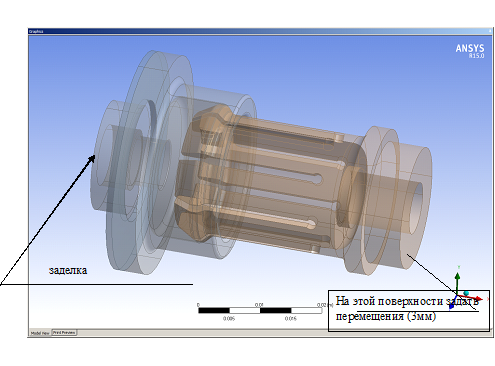 Graphics
ANSYS
R15.0
заделка
0
0.01
0.02 (m)
0.005
0.015
На этой поверхности задать
перемещения (3мм)
Model View
Print Preview